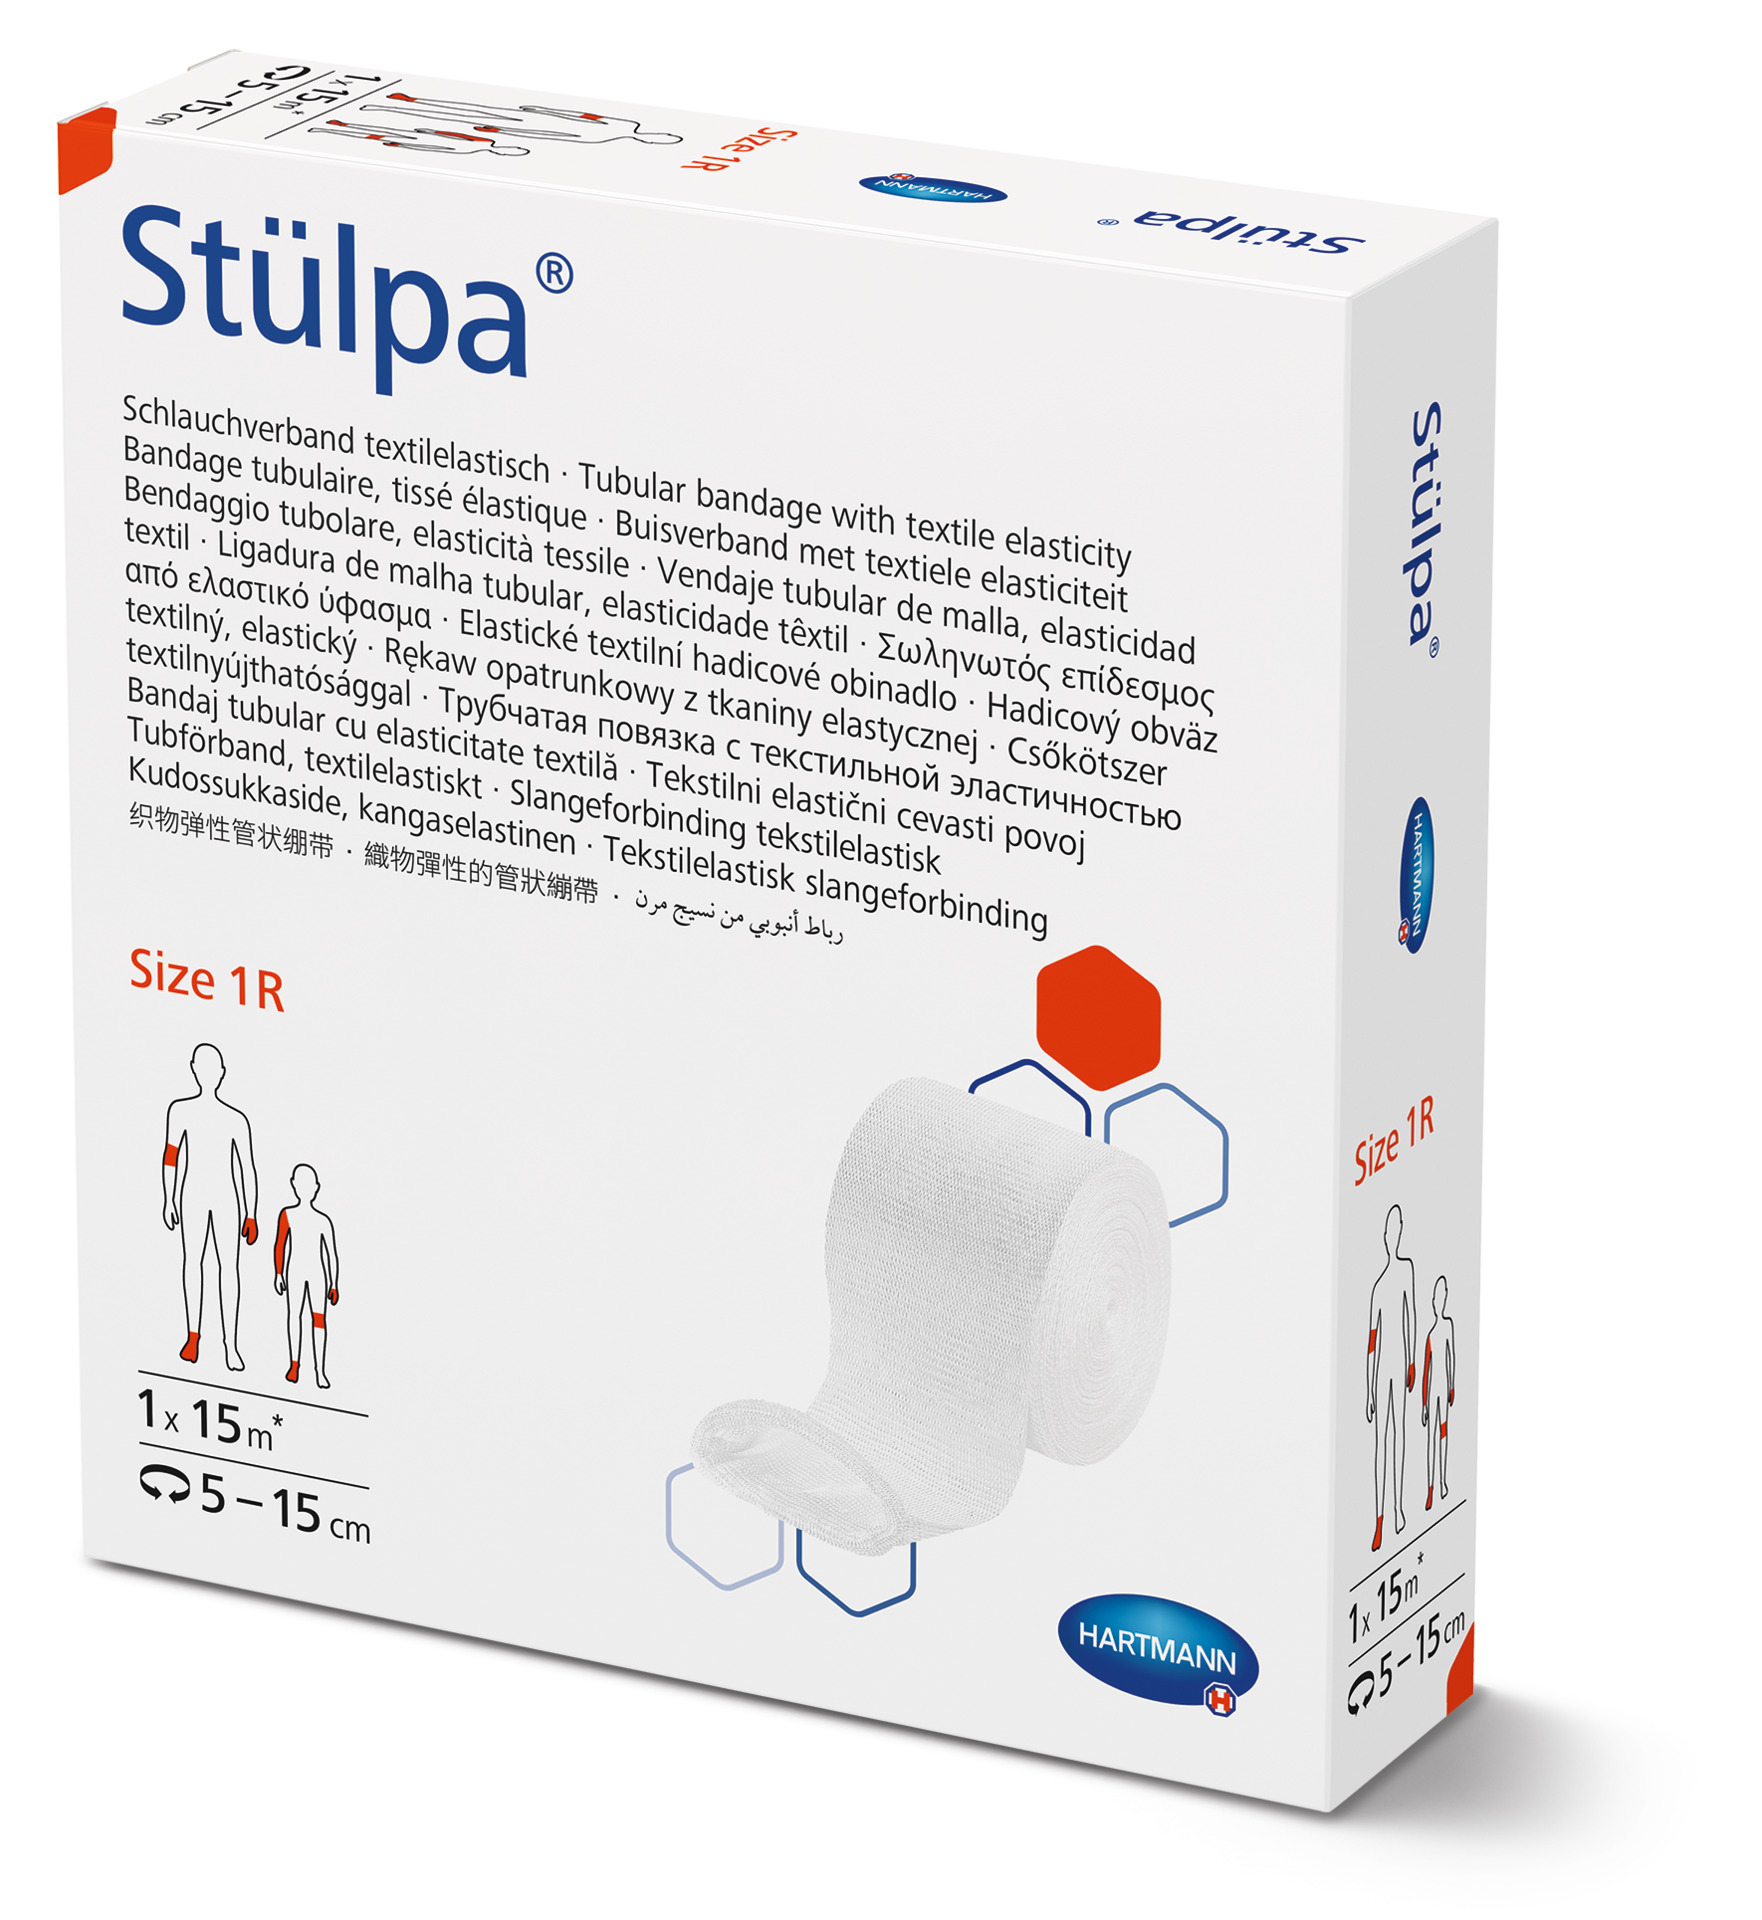 5–15 cm
1 x 15 m*
Size 1R
HARTMANN
Stülpa®
Stülpa®
Schlauchverband textilelastisch · Tubular bandage with textile elasticity
Bandage tubulaire, tissé élastique · Buisverband met textiele elasticiteit
Bendaggio tubolare, elasticità tessile · Vendaje tubular de malla, elasticidad
textil · Ligadura de malha tubular, elasticidade têxtil · Σωληνωτός επίδεσμος
από ελαστικό ύφασμα · Elastické textilní hadicové obinadlo · Hadicový obväz
textilný, elastický · Rękaw opatrunkowy z tkaniny elastycznej · Csőkötszer
textilnyújthatósággal · Трубчатая повязка с текстильной эластичностью
Bandaj tubular cu elasticitate textilă · Tekstilni elastični cevasti povoj
Tubförband, textilelastiskt · Slangeforbinding tekstilelastisk
Kudossukkaside, kangaselastinen · Tekstilelastisk slangeforbinding
织物弹性管状绷带 · 織物彈性的管狀繃帶 · رباط أنبوبي من نسيج مرن
Size 1R
1 x 15 m*
5 – 15 cm
HARTMANN
H
Stülpa®
HARTMANN
H
Size 1R
1 x 15 m*
5 – 15 cm